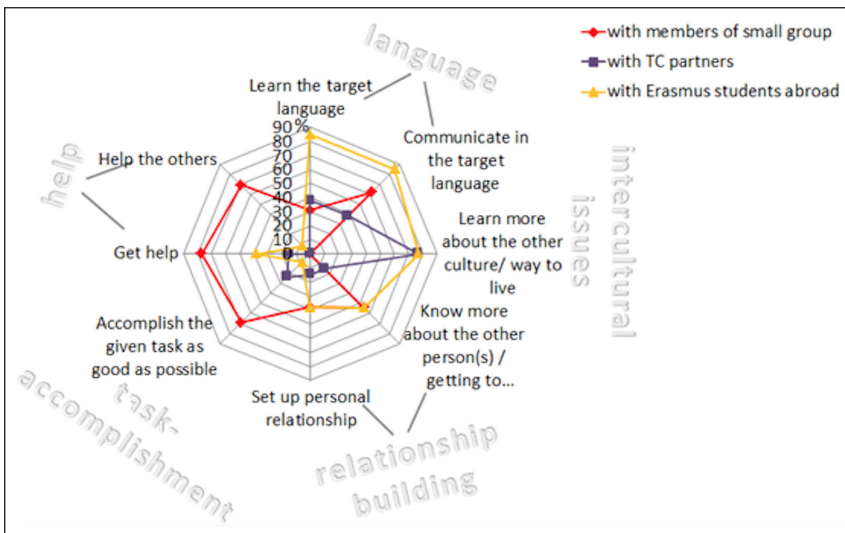 language
with members of small group
with TC partners
with Erasmus students abroad
Learn the target
language
90%
80
70
60
50
40
30
20
10
0
Communicate in
the target
language
Learn more
about the other
culture/ way to
live
intercultural
issues
Know more
about the other
person(s) /
getting to...
relationship
building
Set up personal
relationship
Accomplish the
given task as
good as possible
task-
accomplishment
Get help
Help the others
help